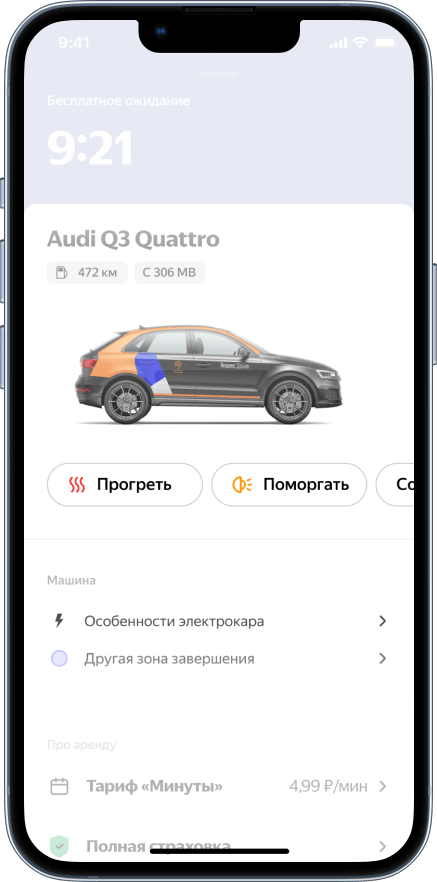 9:41
Бесплатное ожидание
9:21
Audi Q3 Quattro
472 км
С 306 МВ
Прогреть
Поморгать
Со
Машина
Особенности электрокара
Другая зона завершения
Про аренду
Тариф «Минуты»
4,99 ₽/мин
Полная страховка